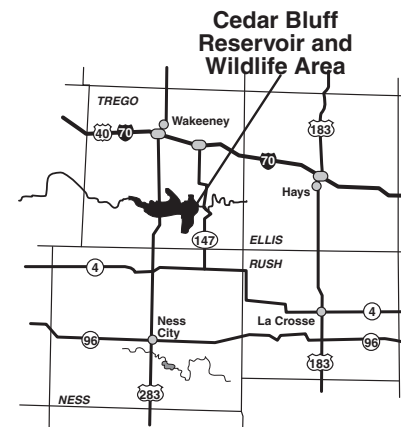 Cedar Bluff
Reservoir and
Wildlife Area
TREGO
Wakeeney
40
70
183
70
Hays
147
ELLIS
RUSH
4
Ness
City
La Crosse
4
96
96
183
283
NESS